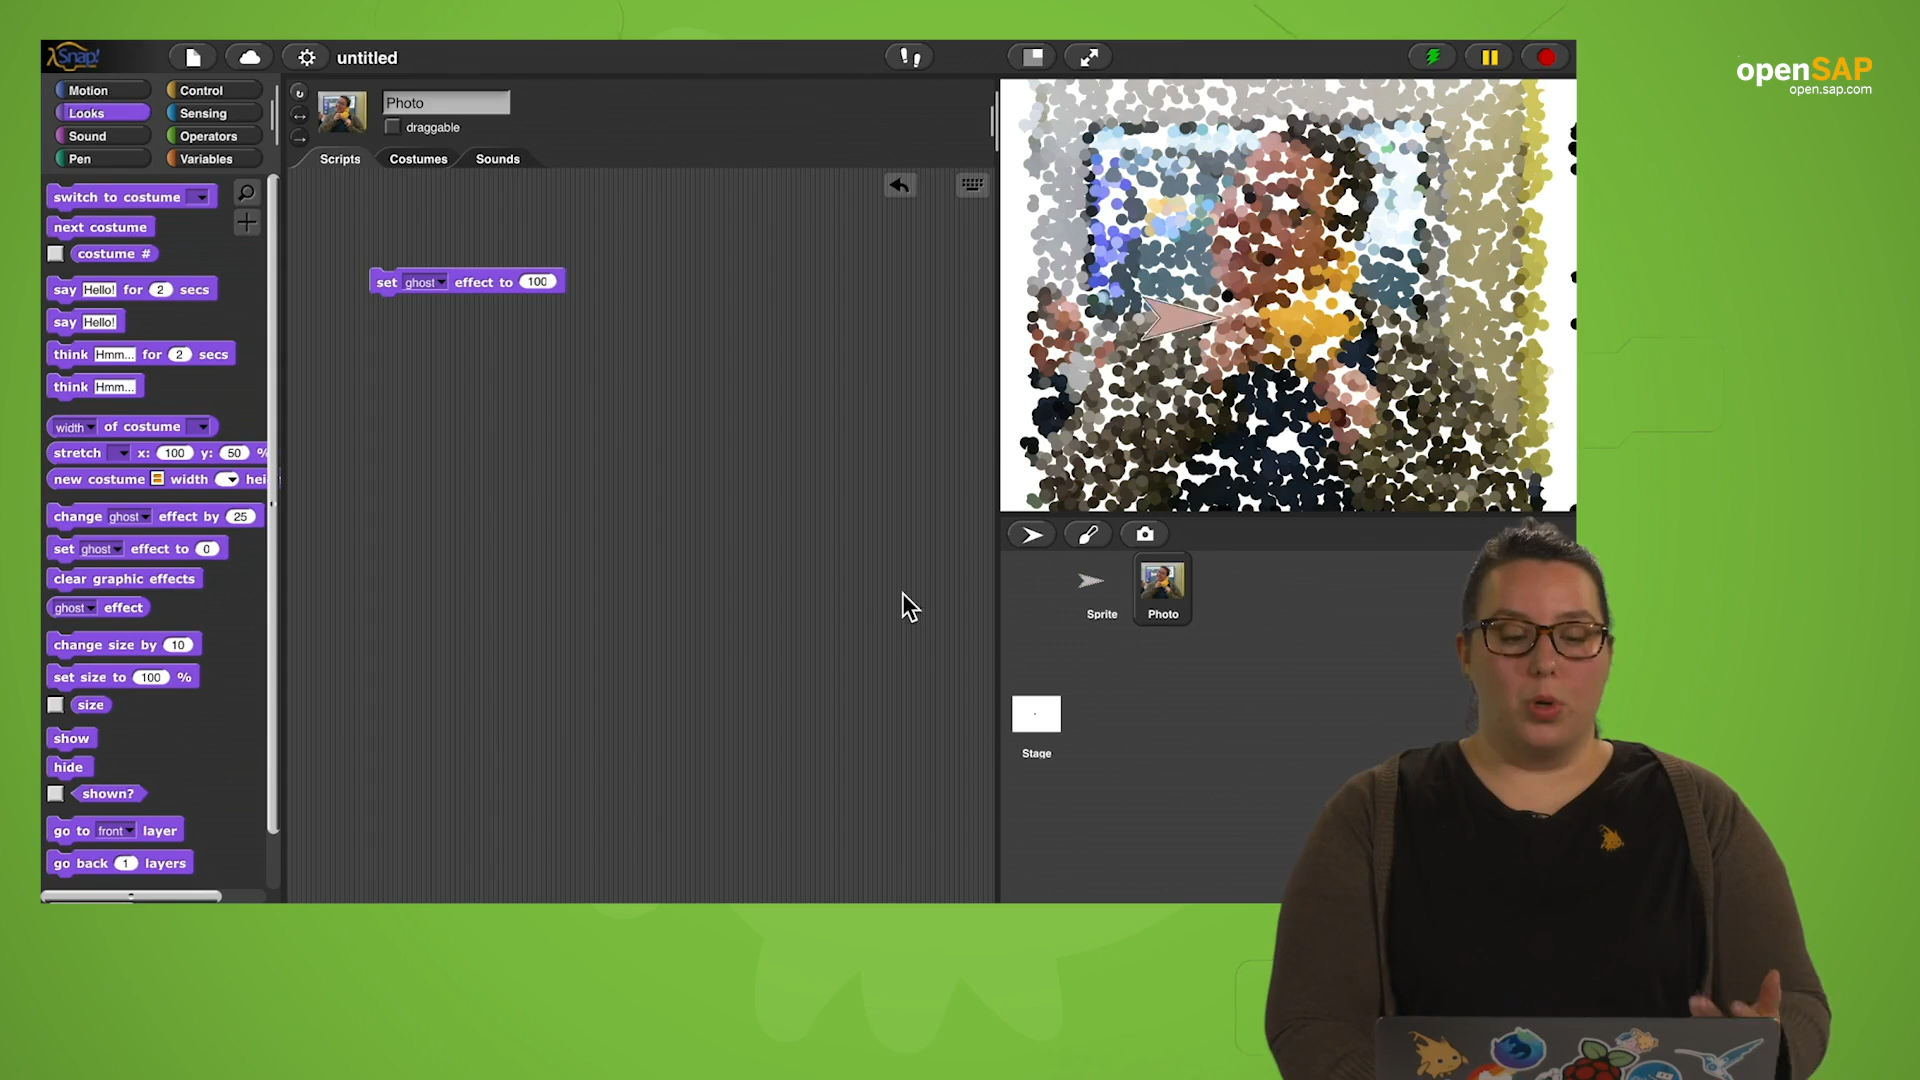 λSnap!
untitled
openSAP
open.sap.com
Motion
Control
Looks
Sensing
Sound
Operators
Pen
Variables
Photo
draggable
Scripts
Costumes
Sounds
switch to costume
next costume
costume #
say Hello! for 2 secs
say Hello!
think Hmm... for 2 secs
think Hmm...
width of costume
stretch x: 100 y: 50 %
new costume width hei
change ghost effect by 25
set ghost effect to 0
clear graphic effects
ghost effect
change size by 10
set size to 100 %
size
show
hide
shown?
go to front layer
go back 1 layers
set ghost effect to 100
Sprite
Photo
Stage